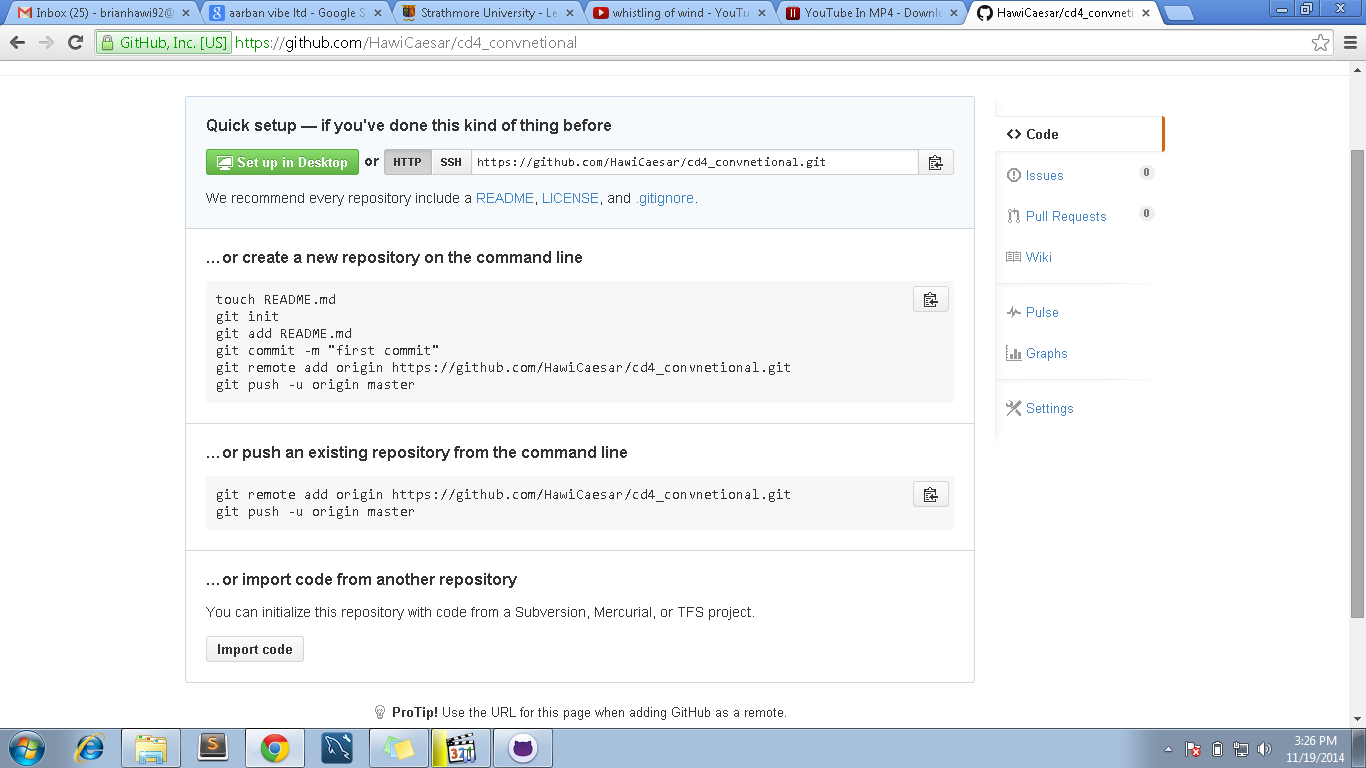 Inbox (25) - brianhawi92@
aarban vibe ltd - Google S
Strathmore University - Le
whistling of wind - YouTu
YouTube In MP4 - Downl
HawiCaesar/cd4_convneti
GitHub, Inc. [US] https://github.com/HawiCaesar/cd4_convnetional
Quick setup — if you've done this kind of thing before
Set up in Desktop or HTTP SSH https://github.com/HawiCaesar/cd4_convnetional.git
We recommend every repository include a README, LICENSE, and .gitignore.
…or create a new repository on the command line
touch README.md
git init
git add README.md
git commit -m "first commit"
git remote add origin https://github.com/HawiCaesar/cd4_convnetional.git
git push -u origin master
…or push an existing repository from the command line
git remote add origin https://github.com/HawiCaesar/cd4_convnetional.git
git push -u origin master
…or import code from another repository
You can initialize this repository with code from a Subversion, Mercurial, or TFS project.
Import code
ProTip! Use the URL for this page when adding GitHub as a remote.
Code
Issues 0
Pull Requests 0
Wiki
Pulse
Graphs
Settings
3:26 PM
11/19/2014